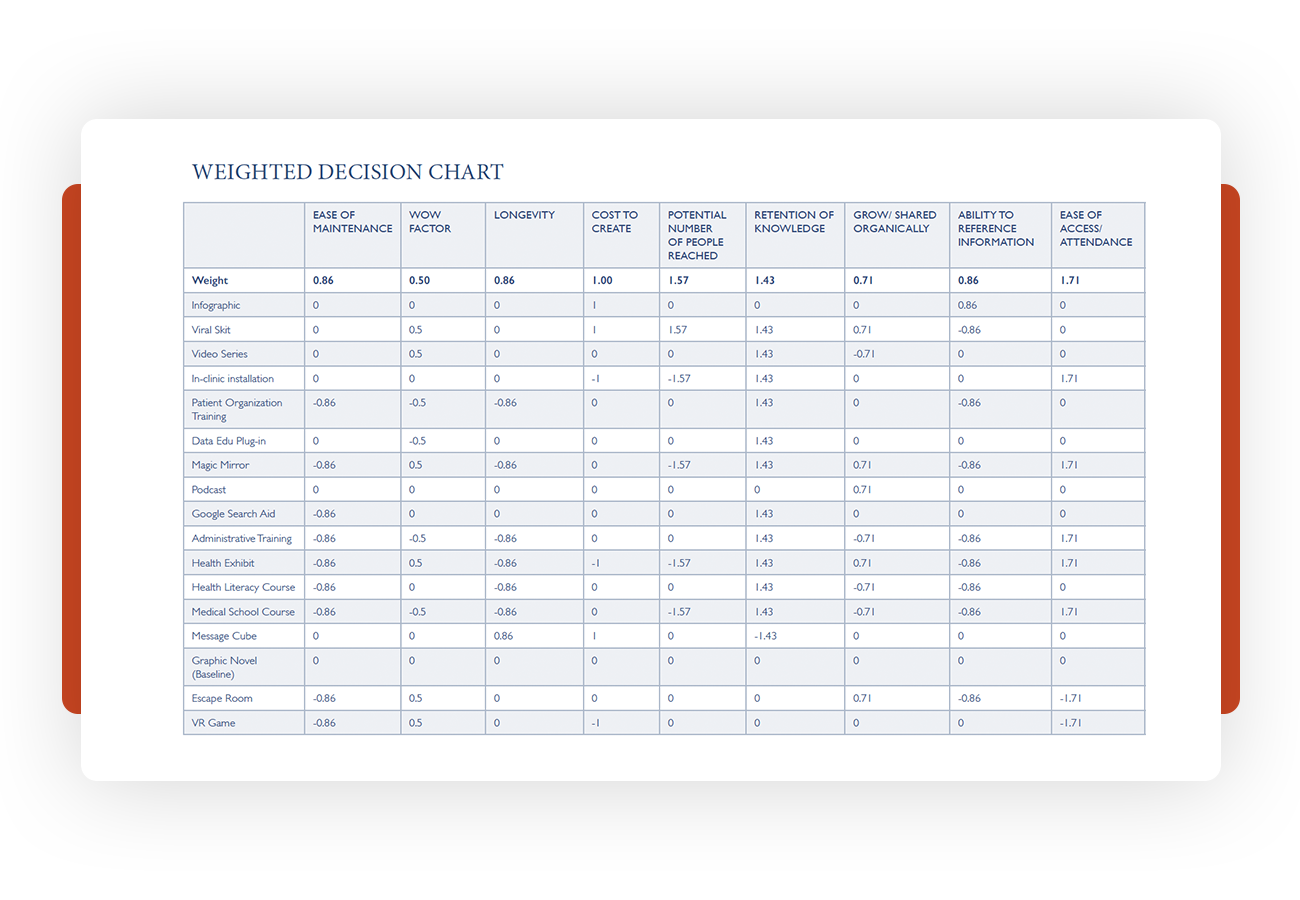 WEIGHTED DECISION CHART
EASE OF MAINTENANCE WOW FACTOR LONGEVITY COST TO CREATE POTENTIAL NUMBER OF PEOPLE REACHED RETENTION OF KNOWLEDGE GROW/ SHARED ORGANICALLY ABILITY TO REFERENCE INFORMATION EASE OF ACCESS/ ATTENDANCE
Weight 0.86 0.50 0.86 1.00 1.57 1.43 0.71 0.86 1.71
Infographic 0 0 0 1 0 0 0 0.86 0
Viral Skit 0 0.5 0 1 1.57 1.43 0.71 -0.86 0
Video Series 0 0.5 0 0 0 1.43 -0.71 0 0
In-clinic installation 0 0 0 -1 -1.57 1.43 0 0 1.71
Patient Organization Training -0.86 -0.5 -0.86 0 0 1.43 0 -0.86 0
Data Edu Plug-in 0 -0.5 0 0 0 1.43 0 0 0
Magic Mirror -0.86 0.5 -0.86 0 -1.57 1.43 0.71 -0.86 1.71
Podcast 0 0 0 0 0 0 0.71 0 0
Google Search Aid -0.86 0 0 0 0 1.43 0 0 0
Administrative Training -0.86 -0.5 -0.86 0 0 1.43 -0.71 -0.86 1.71
Health Exhibit -0.86 0.5 -0.86 -1 -1.57 1.43 0.71 -0.86 1.71
Health Literacy Course -0.86 0 -0.86 0 0 1.43 -0.71 -0.86 0
Medical School Course -0.86 -0.5 -0.86 0 -1.57 1.43 -0.71 -0.86 1.71
Message Cube 0 0 0.86 1 0 -1.43 0 0 0
Graphic Novel (Baseline) 0 0 0 0 0 0 0 0 0
Escape Room -0.86 0.5 0 0 0 0 0.71 -0.86 -1.71
VR Game -0.86 0.5 0 -1 0 0 0 0 -1.71